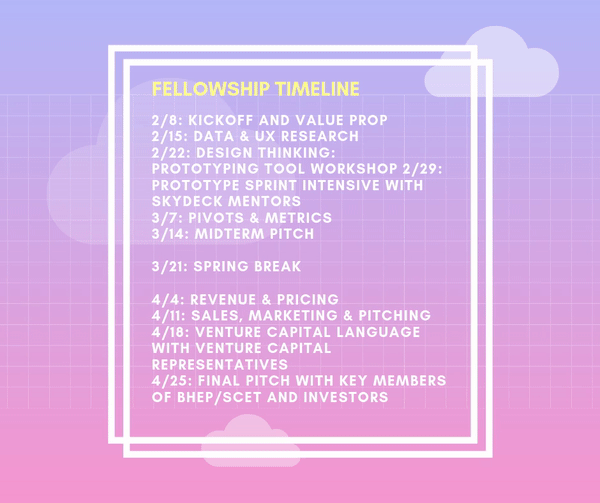 FELLOWSHIP TIMELINE
2/8: KICKOFF AND VALUE PROP
2/15: DATA & UX RESEARCH
2/22: DESIGN THINKING:
PROTOTYPING TOOL WORKSHOP 2/29:
PROTOTYPE SPRINT INTENSIVE WITH
SKYDECK MENTORS
3/7: PIVOTS & METRICS
3/14: MIDTERM PITCH
3/21: SPRING BREAK
4/4: REVENUE & PRICING
4/11: SALES, MARKETING & PITCHING
4/18: VENTURE CAPITAL LANGUAGE
WITH VENTURE CAPITAL
REPRESENTATIVES
4/25: FINAL PITCH WITH KEY MEMBERS
OF BHEP/SCET AND INVESTORS